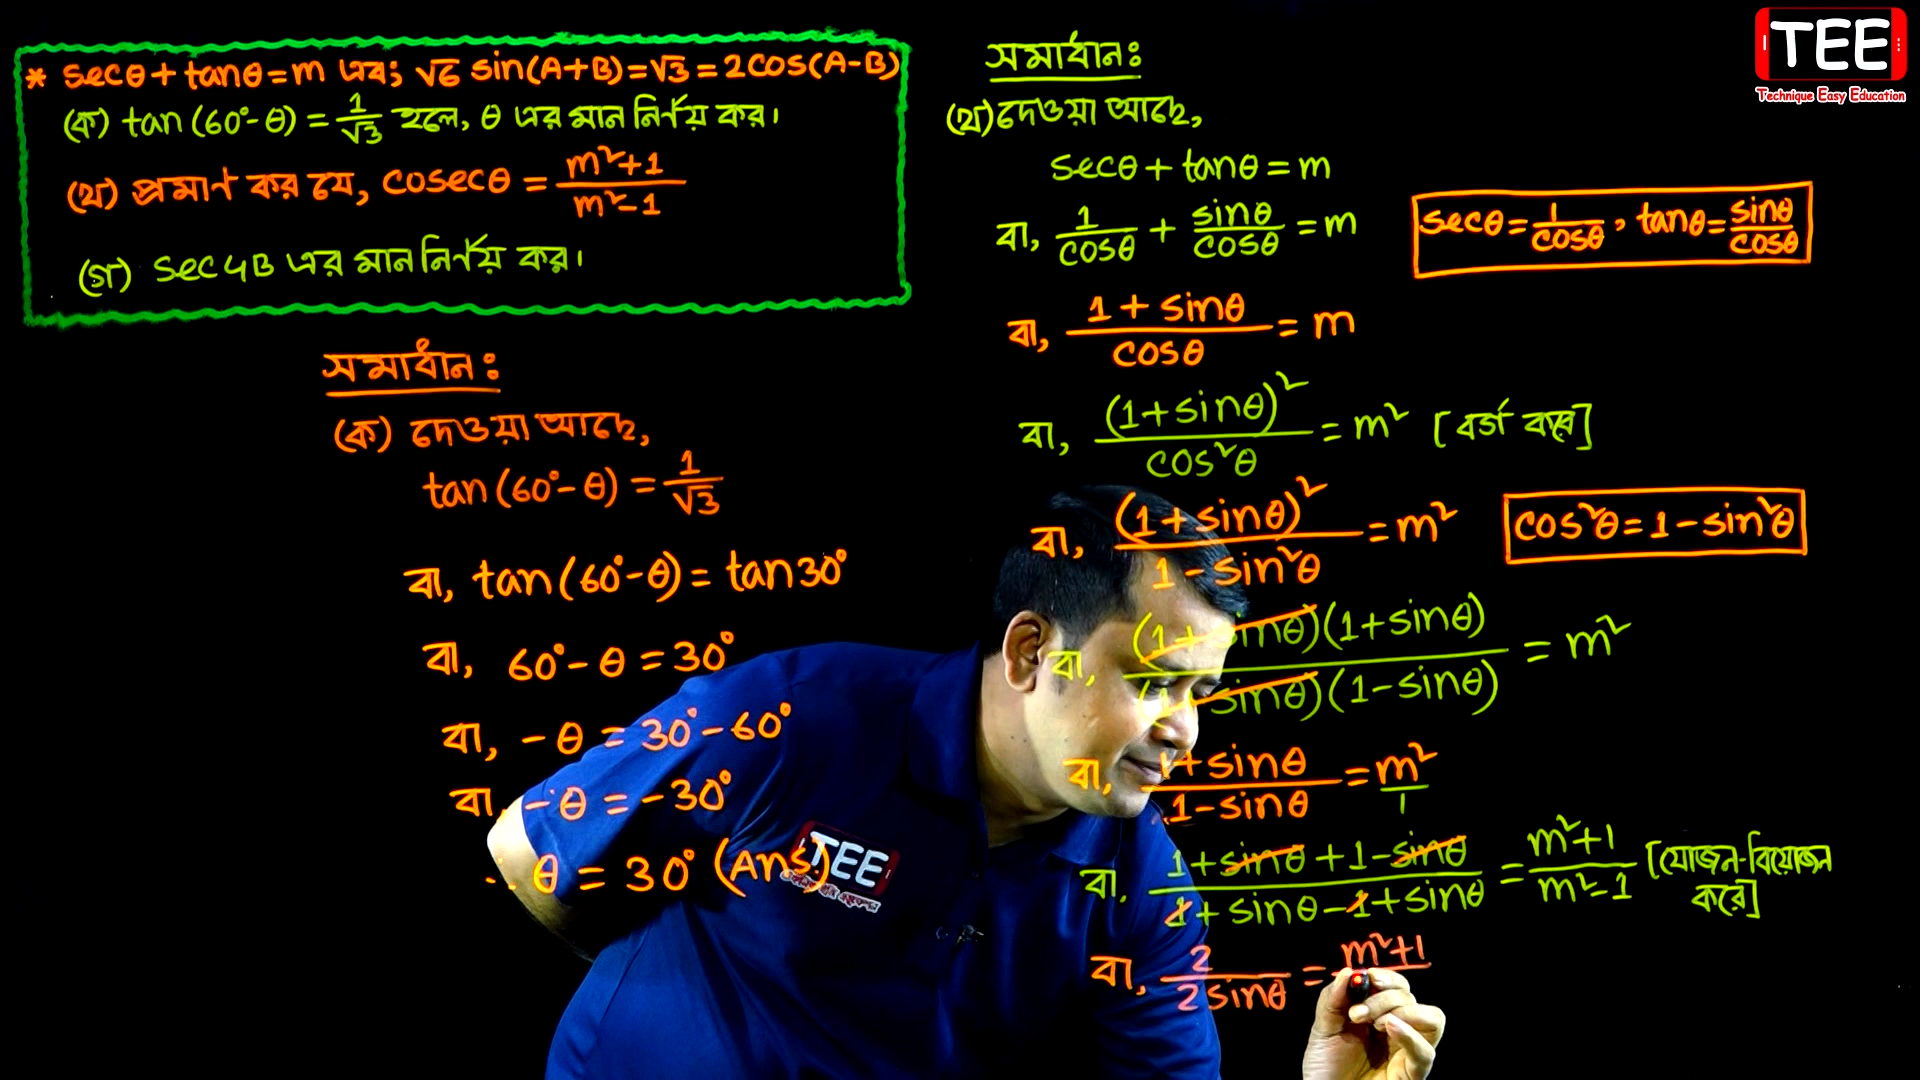 * secθ + tanθ = m এবং √6 sin(A+B) = √3 = 2cos(A-B)
(ক) tan(60°-θ) = 1/√3 হলে, θ এর মান নির্ণয় কর।
(খ) প্রমাণ কর যে, cosecθ = (m²+1)/(m²-1)
(গ) sec4B এর মান নির্ণয় কর।
সমাধান:
(ক) দেওয়া আছে,
tan(60°-θ) = 1/√3
বা, tan(60°-θ) = tan30°
বা, 60°-θ = 30°
বা, -θ = 30°-60°
বা, -θ = -30°
∴ θ = 30° (Ans:)
সমাধান:
(খ) দেওয়া আছে,
secθ + tanθ = m
বা, 1/cosθ + sinθ/cosθ = m
secθ = 1/cosθ, tanθ = sinθ/cosθ
বা, (1+sinθ)/cosθ = m
বা, (1+sinθ)²/cos²θ = m² [বর্গ করে]
বা, (1+sinθ)²/(1-sin²θ) = m²
cos²θ = 1-sin²θ
বা, (1+sinθ)(1+sinθ)/(1+sinθ)(1-sinθ) = m²
বা, (1+sinθ)/(1-sinθ) = m²/1
বা, (1+sinθ+1-sinθ)/(1+sinθ-1+sinθ) = (m²+1)/(m²-1) [যোজন-বিয়োজন
করে]
বা, 2/2sinθ = m²+1
TEE
Technique Easy Education
TEE